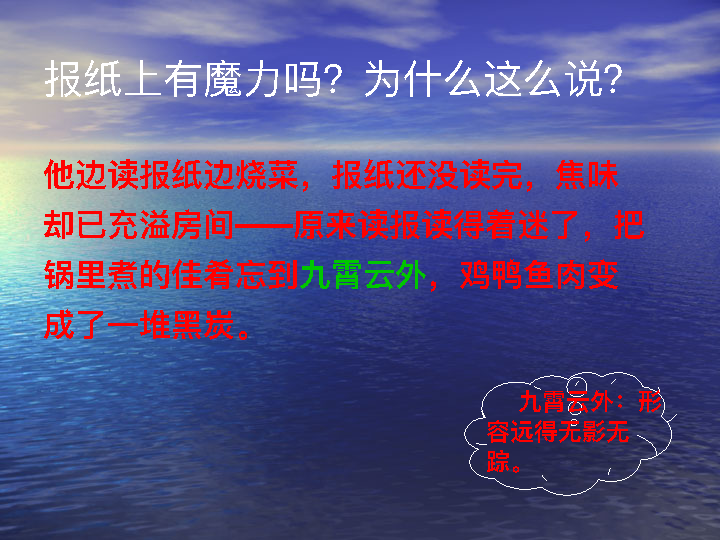 报纸上有魔力吗？为什么这么说？
他边读报纸边烧菜，报纸还没读完，焦味
却已充溢房间——原来读报读得着迷了，把
锅里煮的佳肴忘到九霄云外，鸡鸭鱼肉变
成了一堆黑炭。
九霄云外：形
容远得无影无
踪。